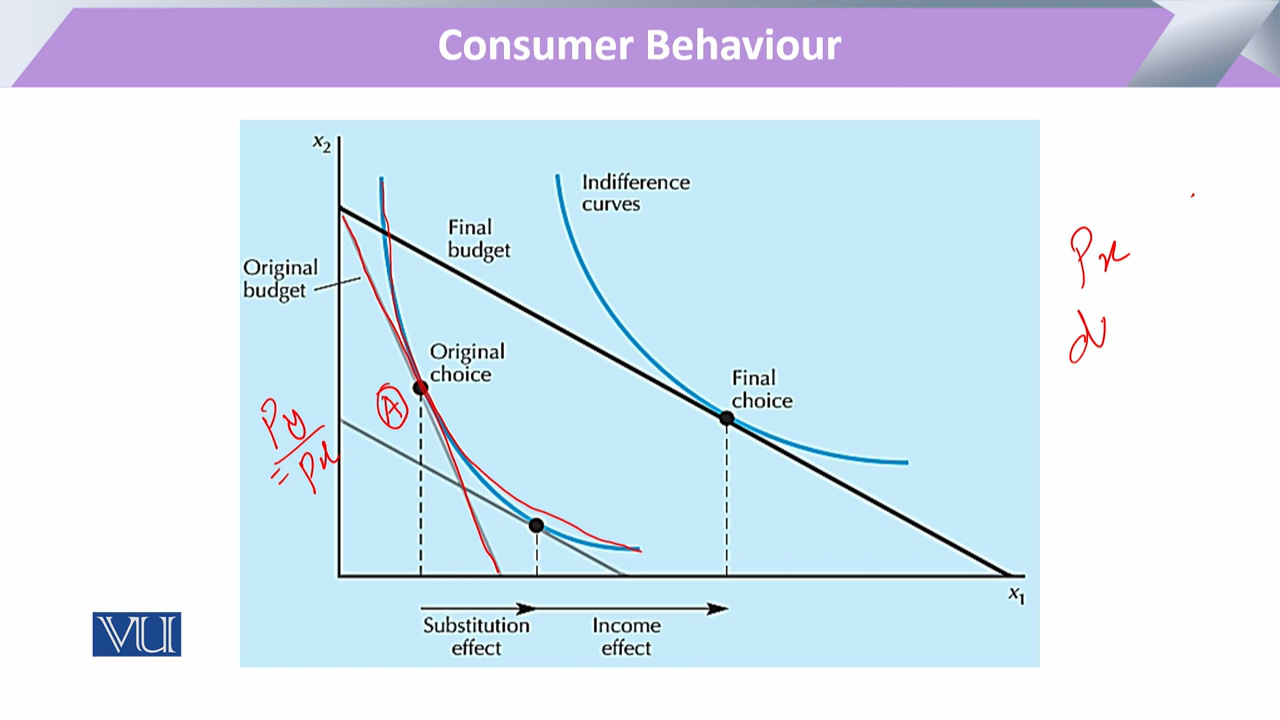 Consumer Behaviour
x₂
Indifference
curves
Final
budget
Original
budget
Original
choice
A
Final
choice
Py
= Px
Px
x₁
Substitution
effect
Income
effect
VU